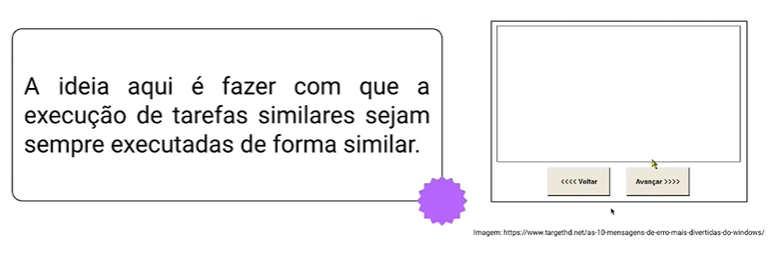 A ideia aqui é fazer com que a
execução de tarefas similares sejam
sempre executadas de forma similar.
<<<< Voltar
Avançar >>>>
Imagem: https://www.targethd.net/as-10-mensagens-de-erro-mais-divertidas-do-windows/